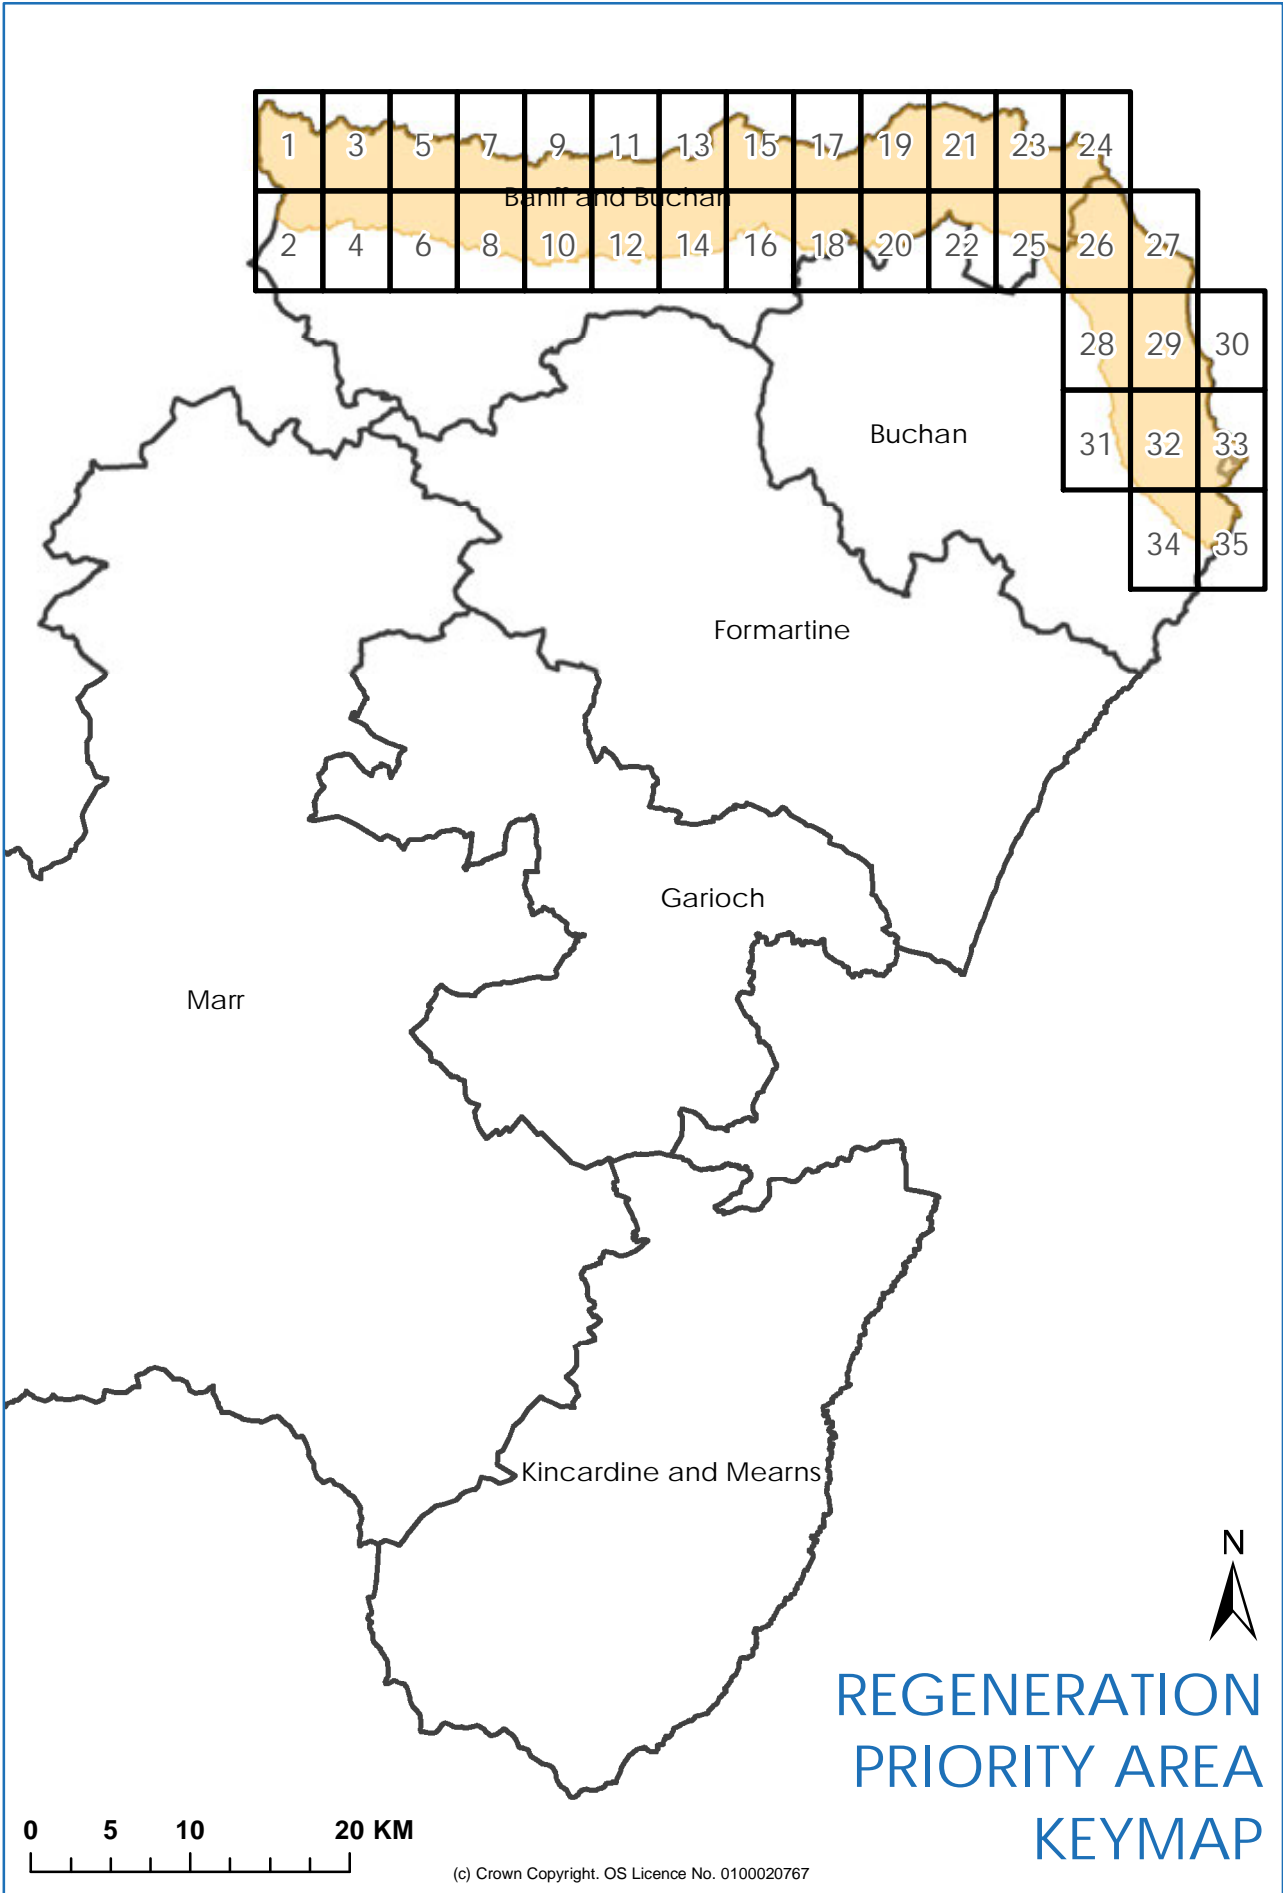 1 3 5 7 9 11 13 15 17 19 21 23 24
Banff and Buchan
2 4 6 8 10 12 14 16 18 20 22 25 26 27
28 29 30
Buchan
31 32 33
34 35
Formartine
Garioch
Marr
Kincardine and Mearns
N
REGENERATION
PRIORITY AREA
KEYMAP
0 5 10 20 KM
(c) Crown Copyright. OS Licence No. 0100020767